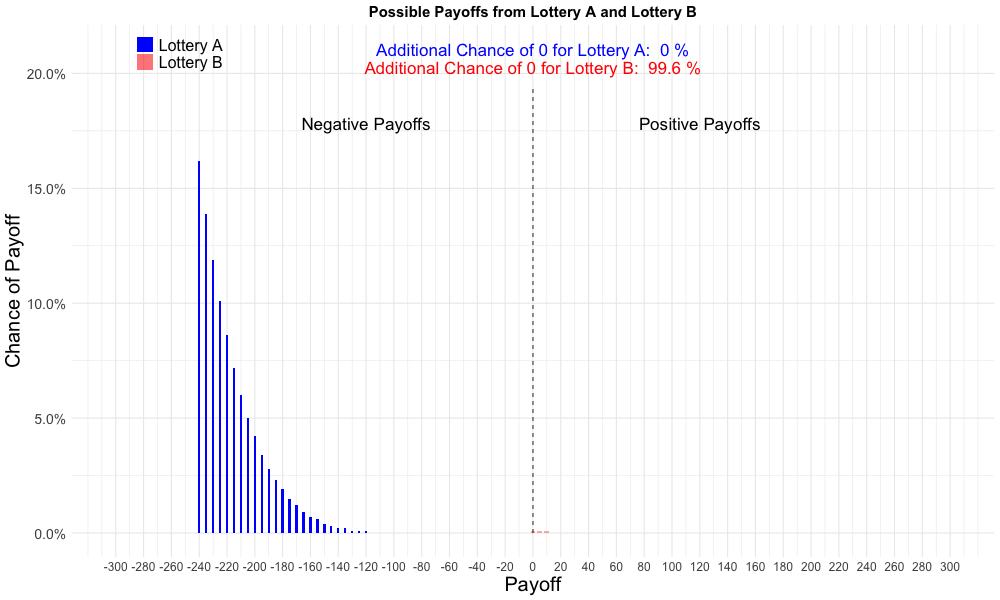 Possible Payoffs from Lottery A and Lottery B
Lottery A
Lottery B
Additional Chance of 0 for Lottery A:  0 %
Additional Chance of 0 for Lottery B:  99.6 %
Negative Payoffs
Positive Payoffs
Chance of Payoff
20.0%
15.0%
10.0%
5.0%
0.0%
-300 -280 -260 -240 -220 -200 -180 -160 -140 -120 -100 -80 -60 -40 -20 0 20 40 60 80 100 120 140 160 180 200 220 240 260 280 300
Payoff